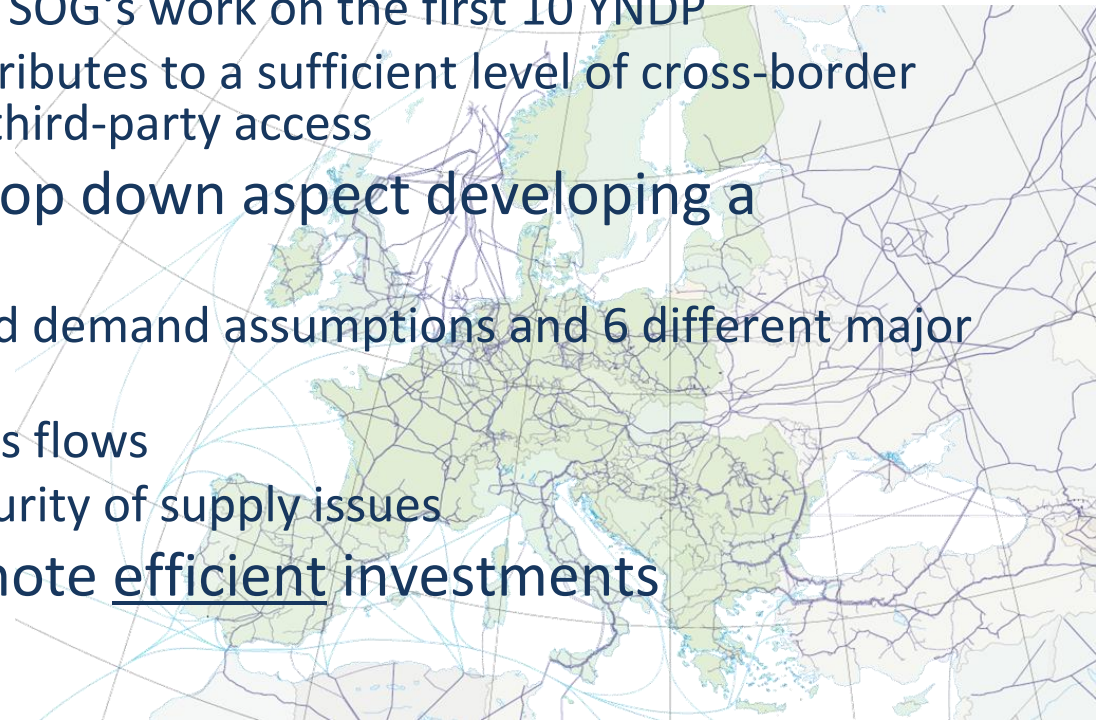 SOG's work on the first 10 YNDP
ributes to a sufficient level of cross-border
third-party access
op down aspect developing a
d demand assumptions and 6 different major
s flows
urity of supply issues
note efficient investments